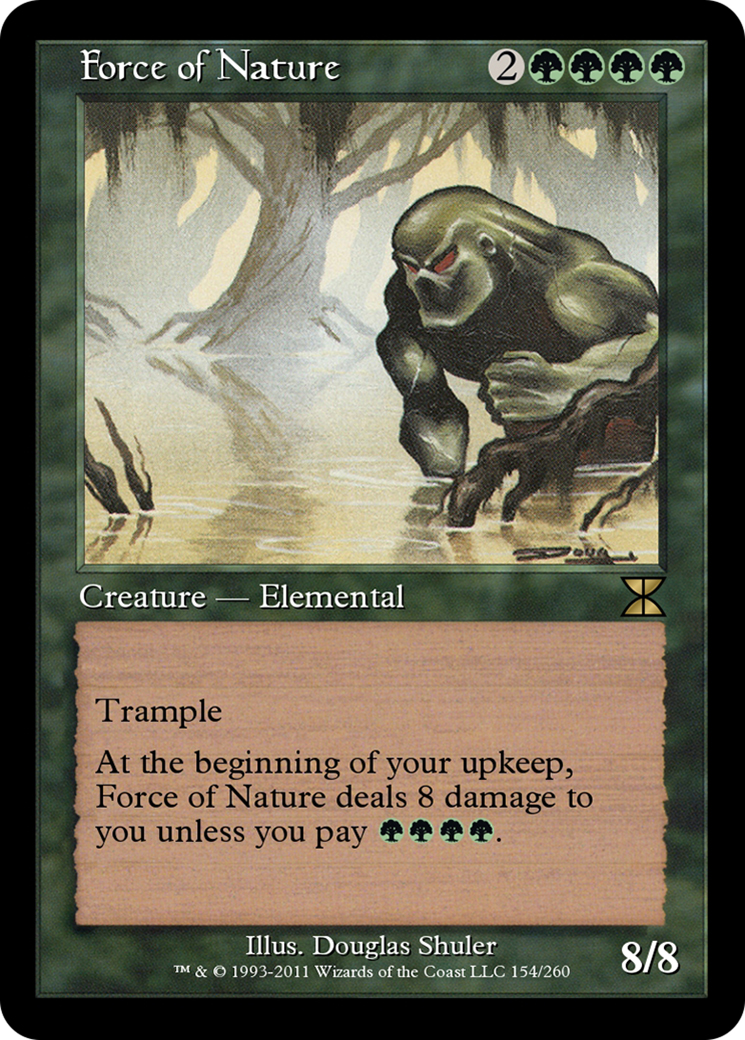 Force of Nature 2
Doug
Creature — Elemental
Trample
At the beginning of your upkeep,
Force of Nature deals 8 damage to
you unless you pay .
Illus. Douglas Shuler
™ & © 1993-2011 Wizards of the Coast LLC 154/260
8/8